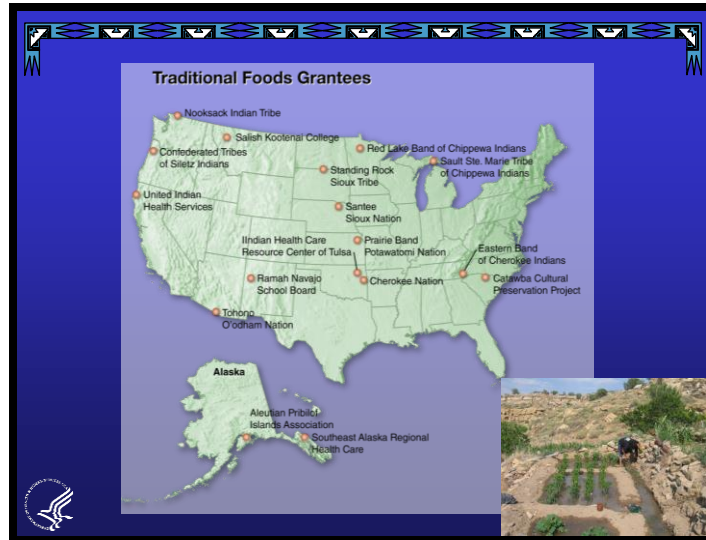 Traditional Foods Grantees
Nooksack Indian Tribe
Salish Kootenai College
Confederated Tribes
of Siletz Indians
Red Lake Band of Chippewa Indians
Sault Ste. Marie Tribe
of Chippewa Indians
Standing Rock
Sioux Tribe
United Indian
Health Services
Santee
Sioux Nation
IIndian Health Care
Resource Center of Tulsa
Prairie Band
Potawatomi Nation
Eastern Band
of Cherokee Indians
Ramah Navajo
School Board
Cherokee Nation
Catawba Cultural
Preservation Project
Tohono
O'odham Nation
Alaska
Aleutian Pribilof
Islands Association
Southeast Alaska Regional
Health Care